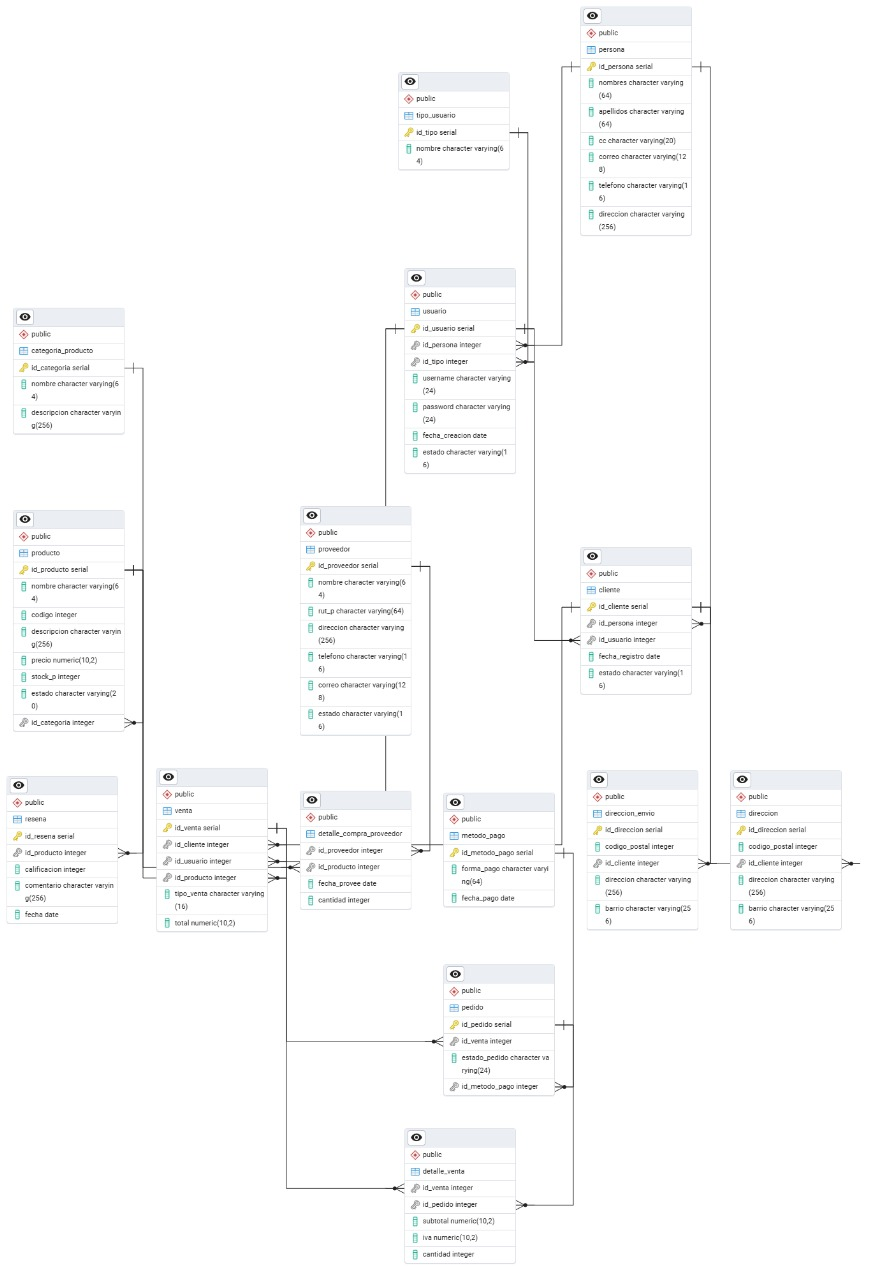 public
persona
id_persona serial
nombres character varying
(64)
apellidos character varying
(64)
cc character varying(20)
correo character varying(12
8)
telefono character varying(1
6)
direccion character varying
(256)
public
tipo_usuario
id_tipo serial
nombre character varying(6
4)
public
usuario
id_usuario serial
id_persona integer
id_tipo integer
username character varying
(24)
password character varying
(24)
fecha_creacion date
estado character varying(1
6)
public
categoria_producto
id_categoria serial
nombre character varying(6
4)
descripcion character varyin
g(256)
public
producto
id_producto serial
nombre character varying(6
4)
codigo integer
descripcion character varyin
g(256)
precio numeric(10,2)
stock_p integer
estado character varying(2
0)
id_categoria integer
public
proveedor
id_proveedor serial
nombre character varying(6
4)
rut_p character varying(64)
direccion character varying
(256)
telefono character varying(1
6)
correo character varying(12
8)
estado character varying(1
6)
public
cliente
id_cliente serial
id_persona integer
id_usuario integer
fecha_registro date
estado character varying(1
6)
public
resena
id_resena serial
id_producto integer
calificacion integer
comentario character varyin
g(256)
fecha date
public
venta
id_venta serial
id_cliente integer
id_usuario integer
id_producto integer
tipo_venta character varying
(16)
total numeric(10,2)
public
detalle_compra_proveedor
id_proveedor integer
id_producto integer
fecha_provee date
cantidad integer
public
metodo_pago
id_metodo_pago serial
forma_pago character varyi
ng(64)
fecha_pago date
public
direccion_envio
id_direccion serial
codigo_postal integer
id_cliente integer
direccion character varying
(256)
barrio character varying(25
6)
public
direccion
id_direccion serial
codigo_postal integer
id_cliente integer
direccion character varying
(256)
barrio character varying(25
6)
public
pedido
id_pedido serial
id_venta integer
estado_pedido character va
rying(24)
id_metodo_pago integer
public
detalle_venta
id_venta integer
id_pedido integer
subtotal numeric(10,2)
iva numeric(10,2)
cantidad integer